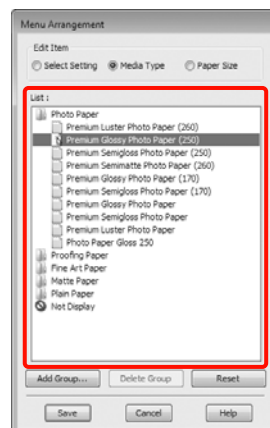 Menu Arrangement
Edit Item
Select Setting Media Type Paper Size
List :
Photo Paper
Premium Luster Photo Paper (260)
Premium Glossy Photo Paper (250)
Premium Semigloss Photo Paper (250)
Premium Semimatte Photo Paper (260)
Premium Glossy Photo Paper (170)
Premium Semigloss Photo Paper (170)
Premium Glossy Photo Paper
Premium Semigloss Photo Paper
Premium Luster Photo Paper
Photo Paper Gloss 250
Proofing Paper
Fine Art Paper
Matte Paper
Plain Paper
Not Display
Add Group... Delete Group Reset
Save Cancel Help